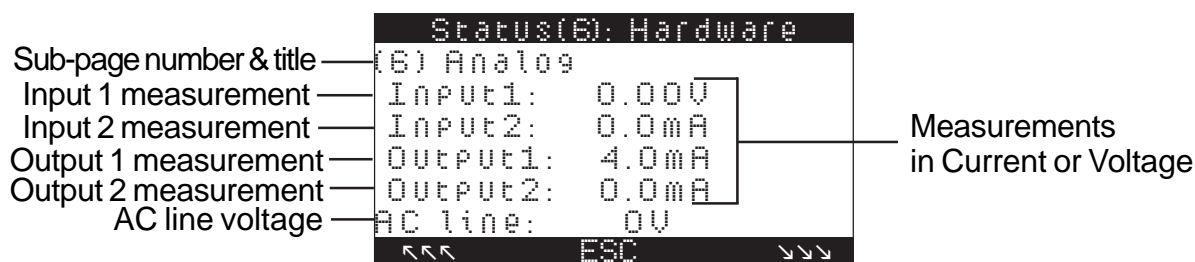 Status(6): Hardware
Sub-page number & title
(6) Analog
Input 1 measurement
Input1: 0.00V
Input 2 measurement
Input2: 0.0mA
Output 1 measurement
Output1: 4.0mA
Output 2 measurement
Output2: 0.0mA
AC line voltage
AC line: 0V
Measurements
in Current or Voltage
↖↖↖ ESC ↘↘↘